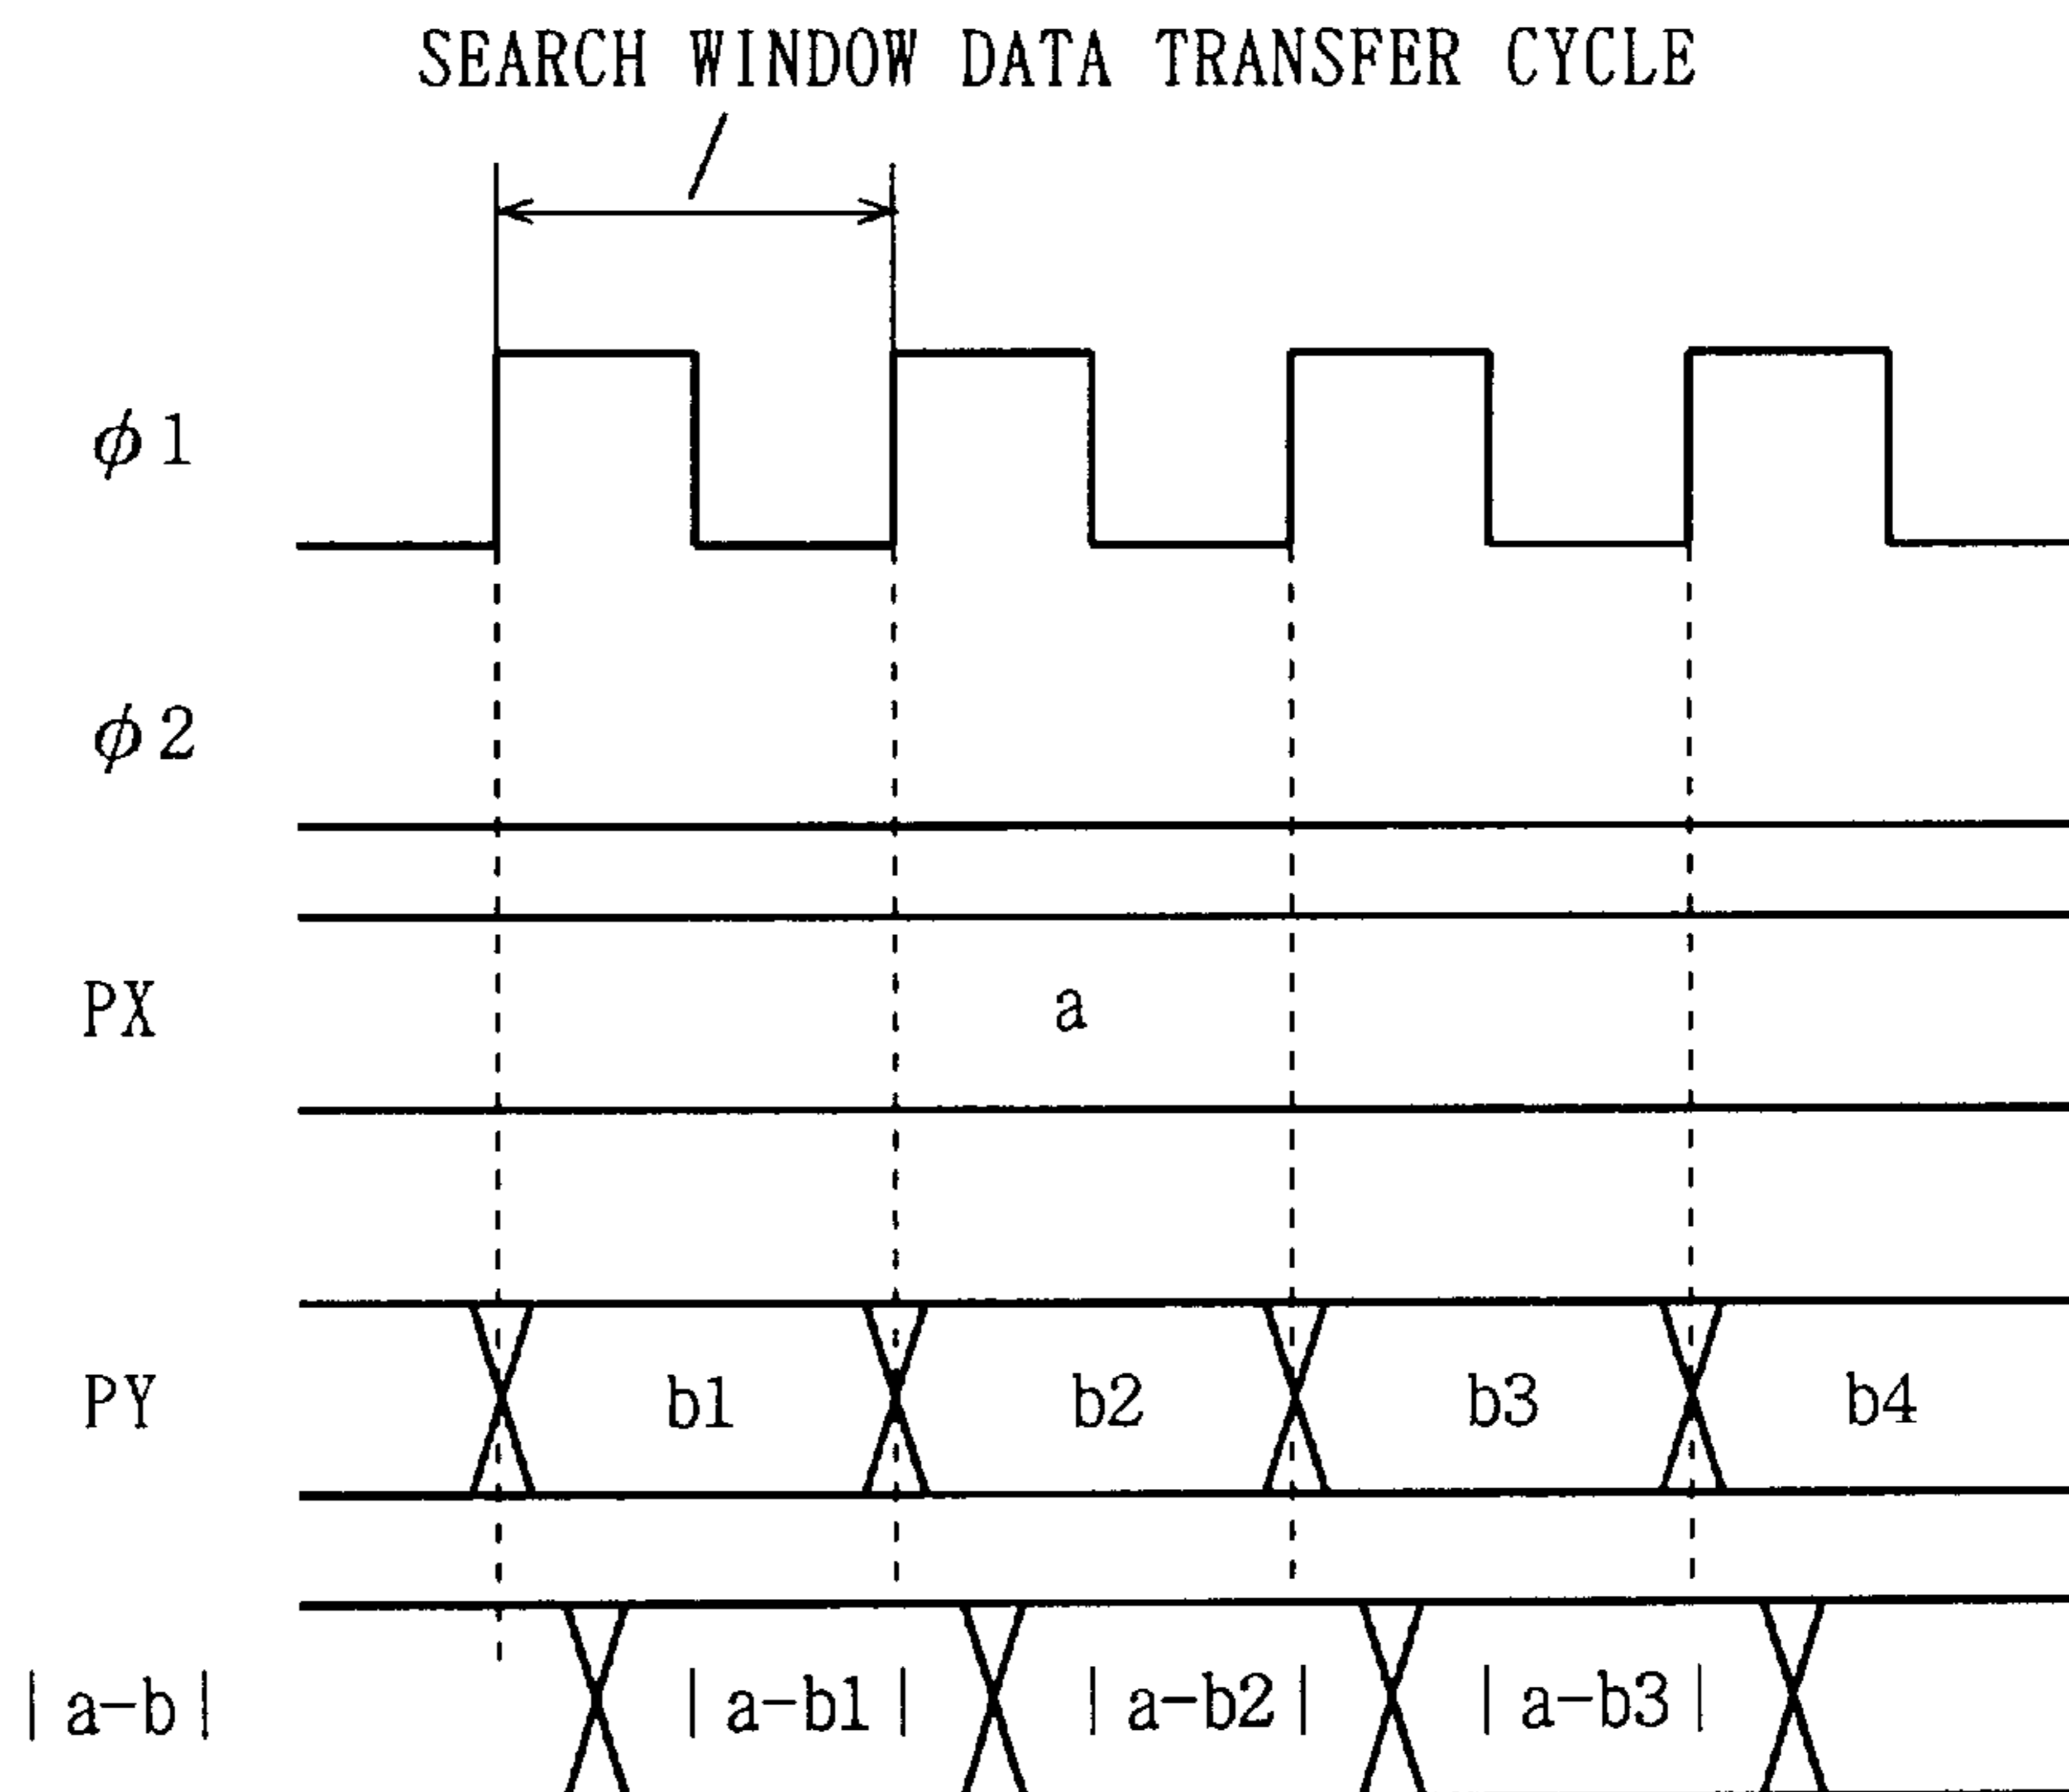 SEARCH WINDOW DATA TRANSFER CYCLE
ϕ1
ϕ2
PX a
PY b1 b2 b3 b4
|a-b| |a-b1| |a-b2| |a-b3|